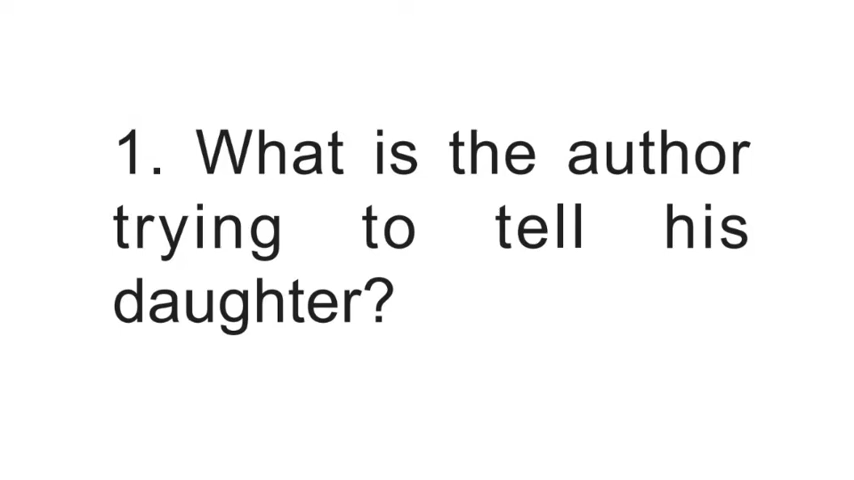 1. What is the author
trying to tell his
daughter?